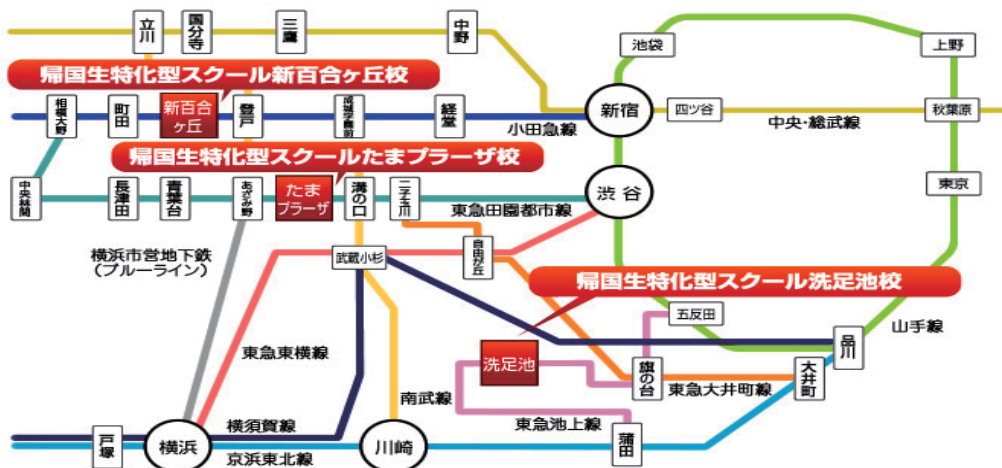 立川
国分寺
三鷹
中野
池袋
上野
帰国生特化型スクール新百合ヶ丘校
相模大野
町田
新百合
ヶ丘
登戸
成城学園前
経堂
小田急線
新宿
四ツ谷
中央・総武線
秋葉原
帰国生特化型スクールたまプラーザ校
中央林間
長津田
青葉台
あざみ野
たま
プラーザ
溝の口
二子玉川
東急田園都市線
渋谷
東京
横浜市営地下鉄
(ブルーライン)
武蔵小杉
自由が丘
帰国生特化型スクール洗足池校
五反田
山手線
品川
東急東横線
洗足池
旗の台
大井町
東急大井町線
南武線
東急池上線
蒲田
戸塚
横浜
横須賀線
京浜東北線
川崎